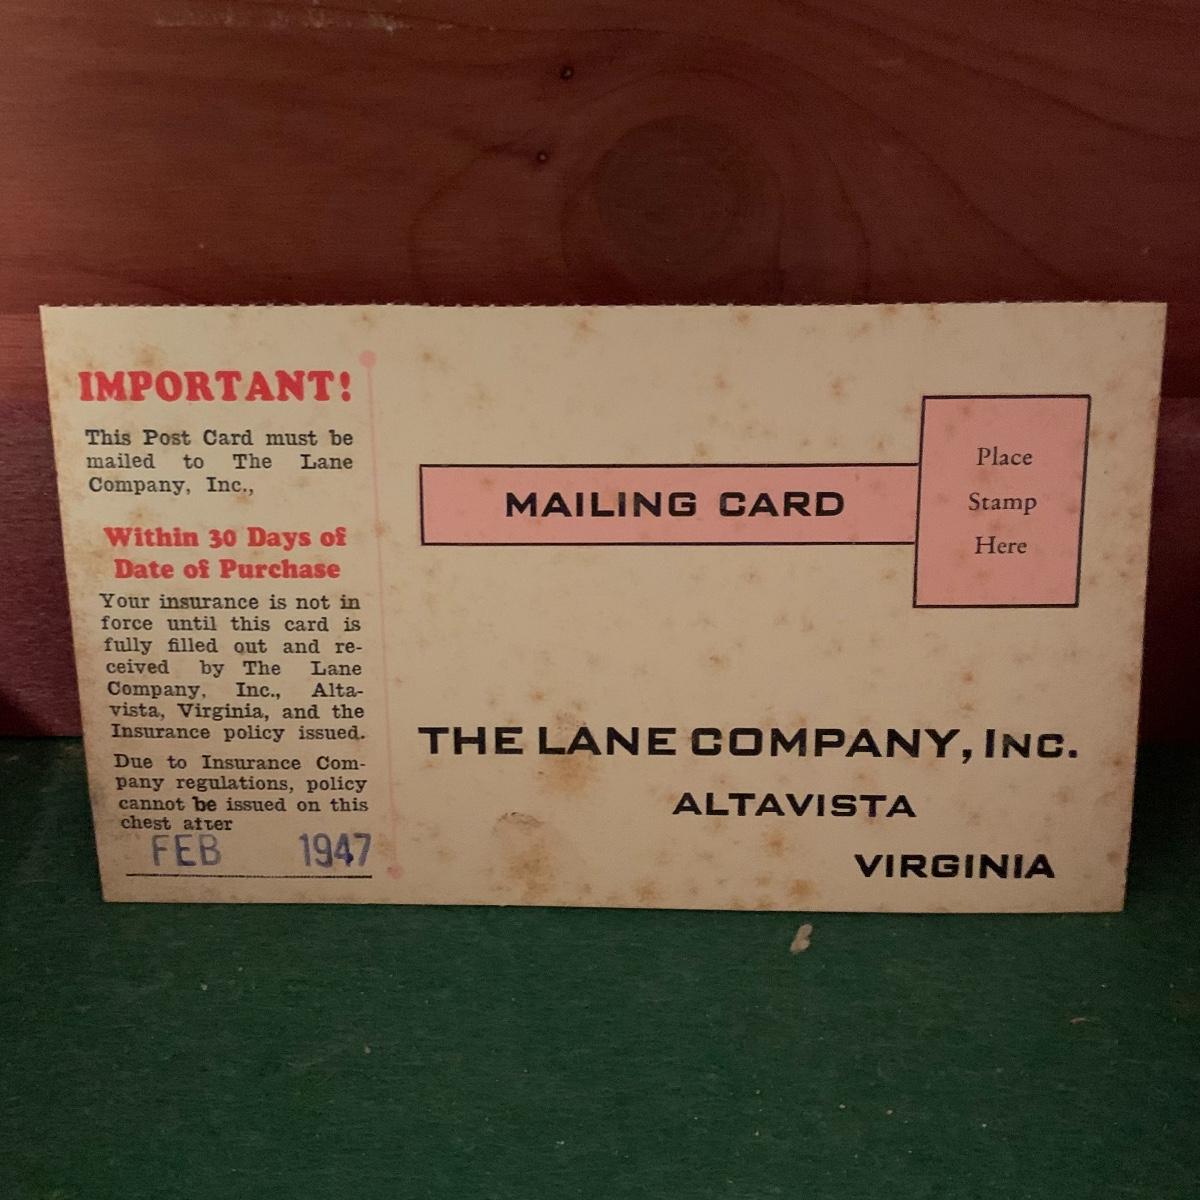 IMPORTANT!
This Post Card must be
mailed to The Lane
Company, Inc.,
Within 30 Days of
Date of Purchase
Your insurance is not in
force until this card is
fully filled out and re-
ceived by The Lane
Company, Inc., Alta-
vista, Virginia, and the
Insurance policy issued.
Due to Insurance Com-
pany regulations, policy
cannot be issued on this
chest after
FEB 1947
MAILING CARD
Place
Stamp
Here
THE LANE COMPANY, INC.
ALTAVISTA
VIRGINIA